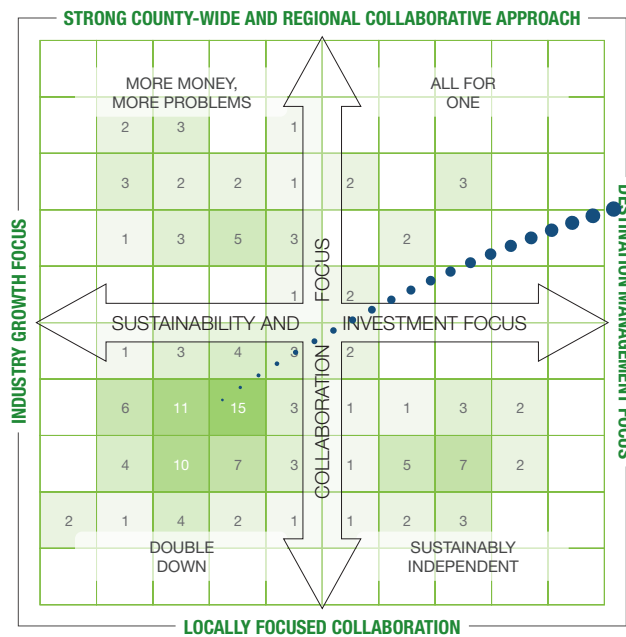 STRONG COUNTY-WIDE AND REGIONAL COLLABORATIVE APPROACH
MORE MONEY,
MORE PROBLEMS
ALL FOR
ONE
2 3 1
3 2 2 1 2 3
1 3 5 3 2
1 2
INDUSTRY GROWTH FOCUS
DESTINATION MANAGEMENT FOCUS
SUSTAINABILITY AND INVESTMENT FOCUS
COLLABORATION FOCUS
1 3 4 3 2
6 11 15 3 1 1 3 2
4 10 7 3 1 5 7 2
2 1 4 2 1 1 2 3
DOUBLE
DOWN
SUSTAINABLY
INDEPENDENT
LOCALLY FOCUSED COLLABORATION